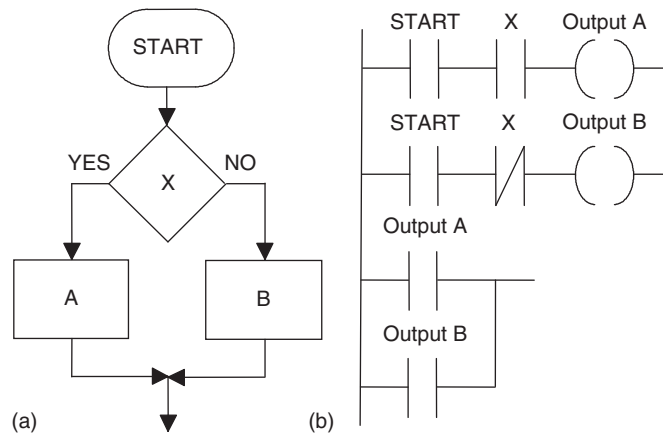 START
YES
X
NO
A
B
(a)
START X Output A
START X Output B
Output A
Output B
(b)